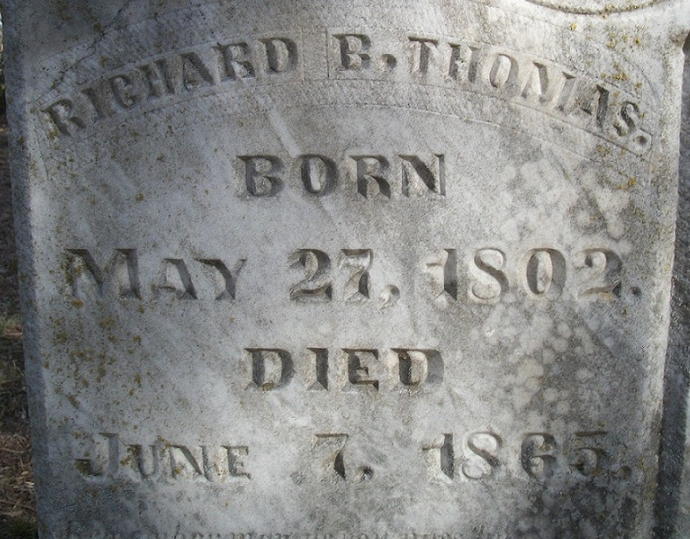 RICHARD B. THOMAS.
BORN
MAY 27, 1802.
DIED
JUNE 7, 1865.